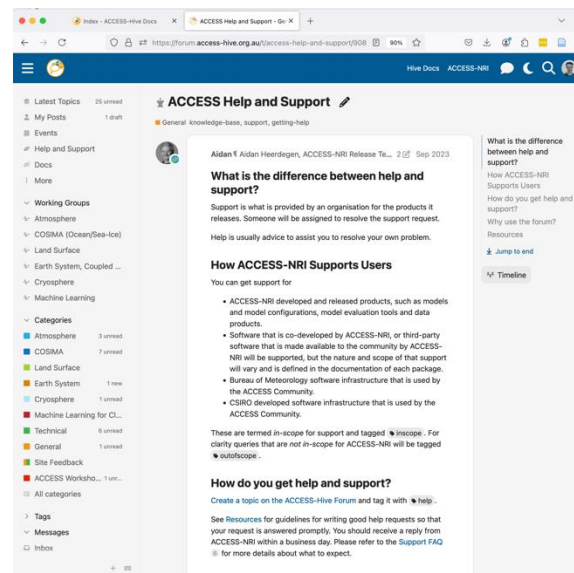 Index - ACCESS-Hive Docs
ACCESS Help and Support - Ge
https://forum.access-hive.org.au/t/access-help-and-support/908
90%
Hive Docs ACCESS-NRI
Latest Topics 25 unread
My Posts 1 draft
Events
Help and Support
Docs
More
Working Groups
Atmosphere
COSIMA (Ocean/Sea-Ice)
Land Surface
Earth System, Coupled ...
Cryosphere
Machine Learning
Categories
Atmosphere 3 unread
COSIMA 7 unread
Land Surface
Earth System 1 new
Cryosphere 1 unread
Machine Learning for Cl...
Technical 6 unread
General 1 unread
Site Feedback
ACCESS Worksho... 1 unr...
All categories
Tags
Messages
Inbox
ACCESS Help and Support
General knowledge-base, support, getting-help
Aidan Aidan Heerdegen, ACCESS-NRI Release Te... 2 Sep 2023
What is the difference between help and
support?
Support is what is provided by an organisation for the products it
releases. Someone will be assigned to resolve the support request.
Help is usually advice to assist you to resolve your own problem.
How ACCESS-NRI Supports Users
You can get support for
• ACCESS-NRI developed and released products, such as models
and model configurations, model evaluation tools and data
products.
• Software that is co-developed by ACCESS-NRI, or third-party
software that is made available to the community by ACCESS-
NRI will be supported, but the nature and scope of that support
will vary and is defined in the documentation of each package.
• Bureau of Meteorology software infrastructure that is used by
the ACCESS Community.
• CSIRO developed software infrastructure that is used by the
ACCESS Community.
These are termed in-scope for support and tagged inscope . For
clarity queries that are not in-scope for ACCESS-NRI will be tagged
outofscope .
How do you get help and support?
Create a topic on the ACCESS-Hive Forum and tag it with help .
See Resources for guidelines for writing good help requests so that
your request is answered promptly. You should receive a reply from
ACCESS-NRI within a business day. Please refer to the Support FAQ
6 for more details about what to expect.
What is the difference
between help and
support?
How ACCESS-NRI
Supports Users
How do you get help and
support?
Why use the forum?
Resources
Jump to end
Timeline